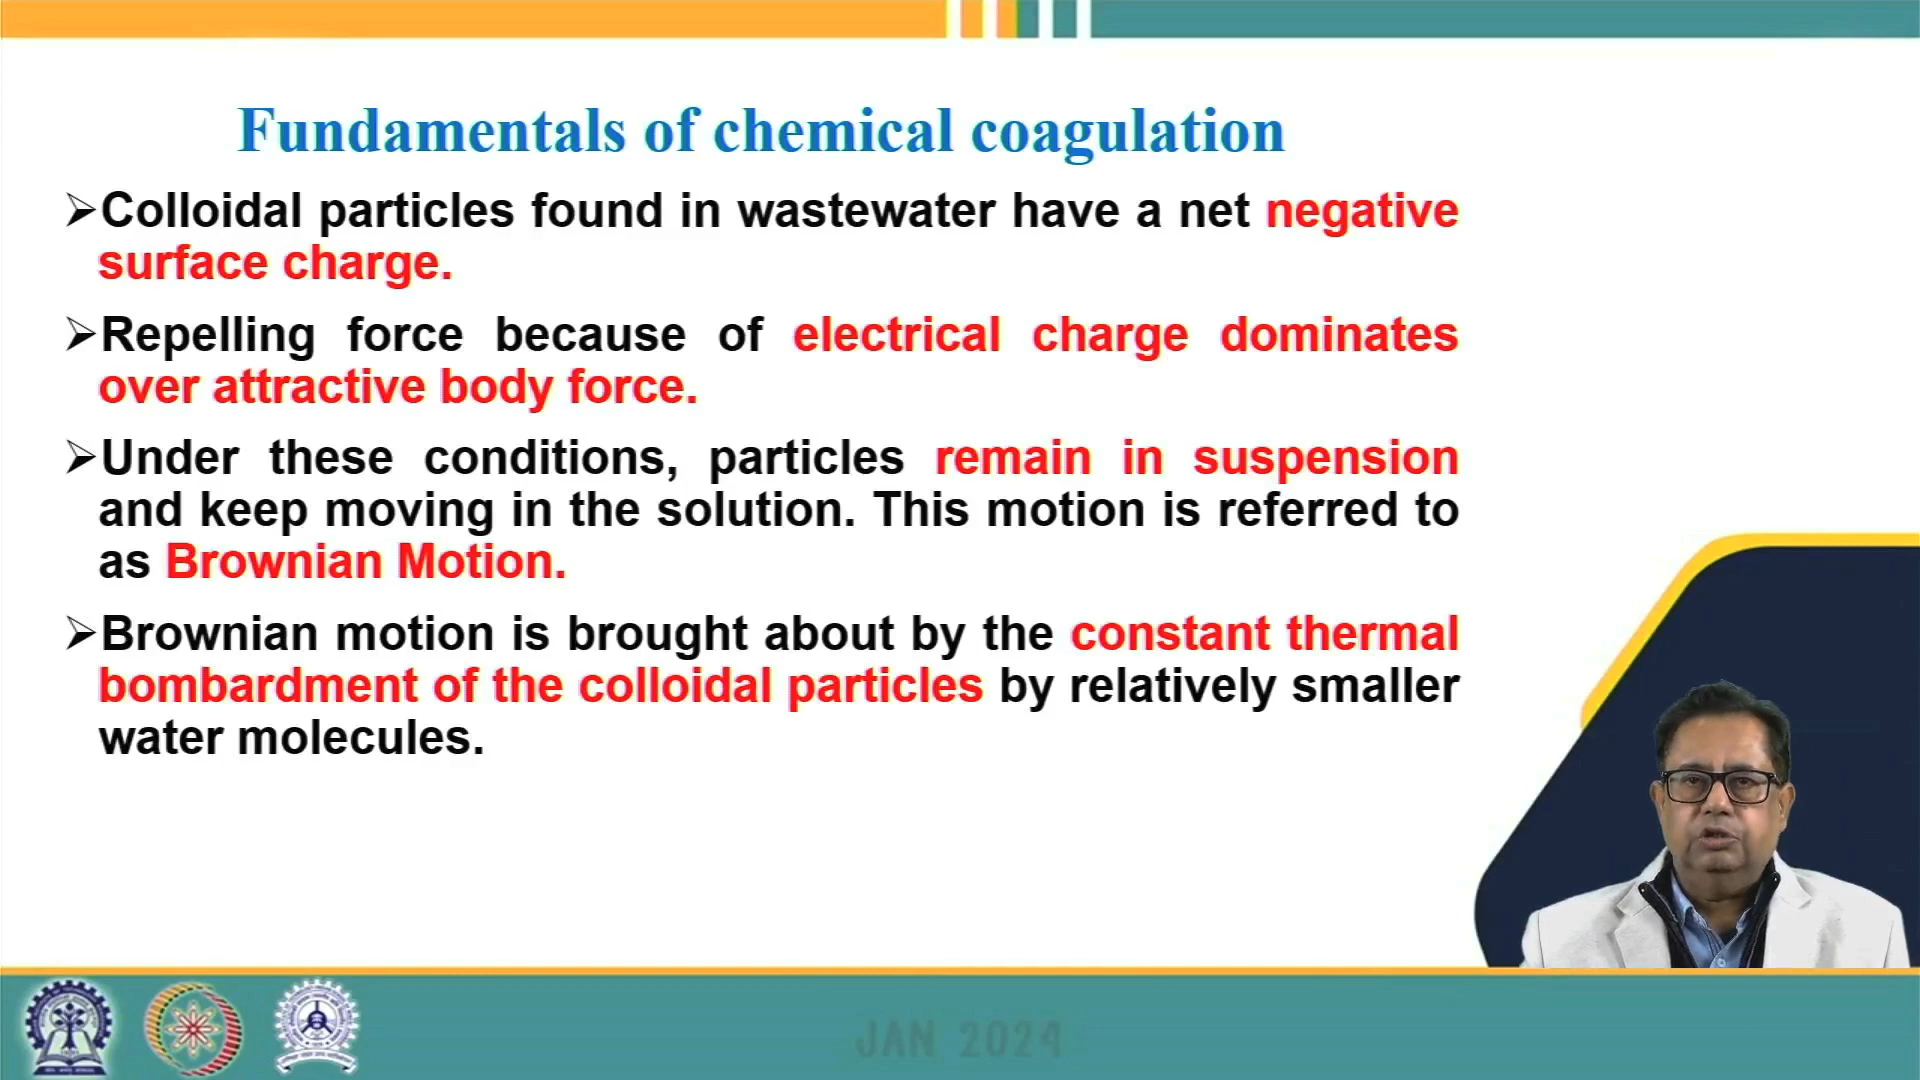 Fundamentals of chemical coagulation
➢Colloidal particles found in wastewater have a net negative
surface charge.
➢Repelling force because of electrical charge dominates
over attractive body force.
➢Under these conditions, particles remain in suspension
and keep moving in the solution. This motion is referred to
as Brownian Motion.
➢Brownian motion is brought about by the constant thermal
bombardment of the colloidal particles by relatively smaller
water molecules.
JAN 2024